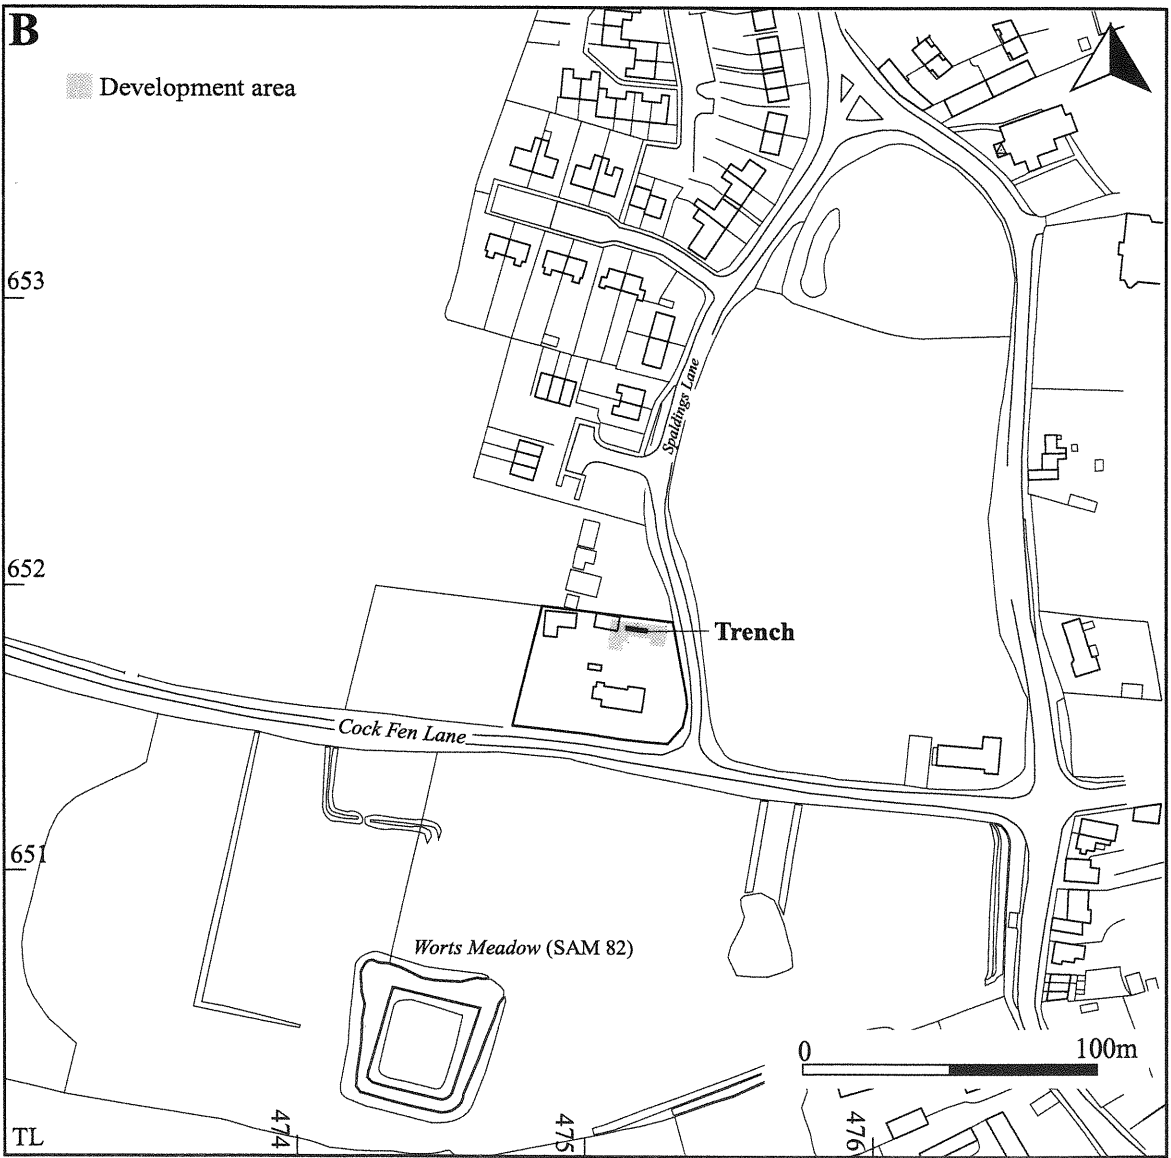 B
Development area
653
Spaldings Lane
652
Trench
Cock Fen Lane
651
Worts Meadow (SAM 82)
0 100m
474
475
476
TL